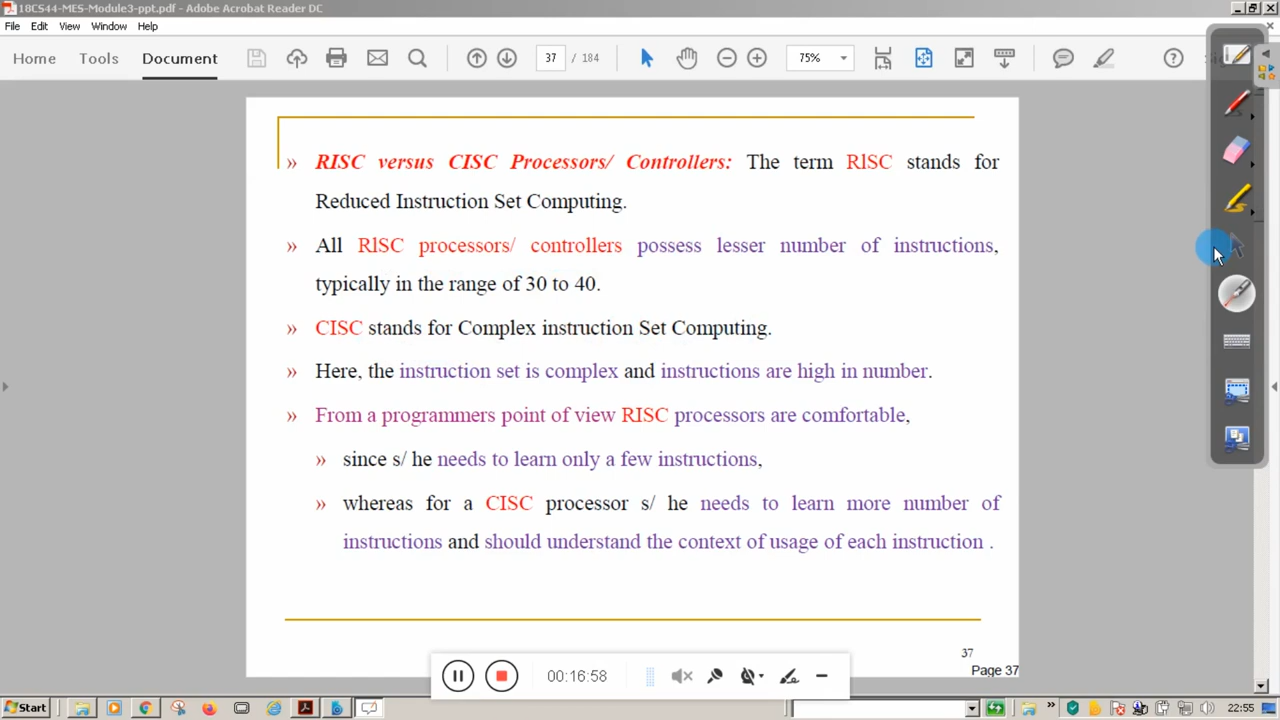 18CS44-MES-Module3-ppt.pdf - Adobe Acrobat Reader DC
File Edit View Window Help
Home Tools Document 37 / 184 75%
» RISC versus CISC Processors/ Controllers: The term RlSC stands for
Reduced Instruction Set Computing.
» All RlSC processors/ controllers possess lesser number of instructions,
typically in the range of 30 to 40.
» CISC stands for Complex instruction Set Computing.
» Here, the instruction set is complex and instructions are high in number.
» From a programmers point of view RISC processors are comfortable,
» since s/ he needs to learn only a few instructions,
» whereas for a CISC processor s/ he needs to learn more number of
instructions and should understand the context of usage of each instruction .
37
Page 37
00:16:58
Start » 22:55